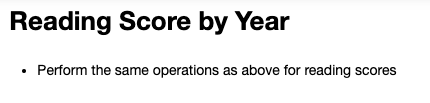 Reading Score by Year
• Perform the same operations as above for reading scores